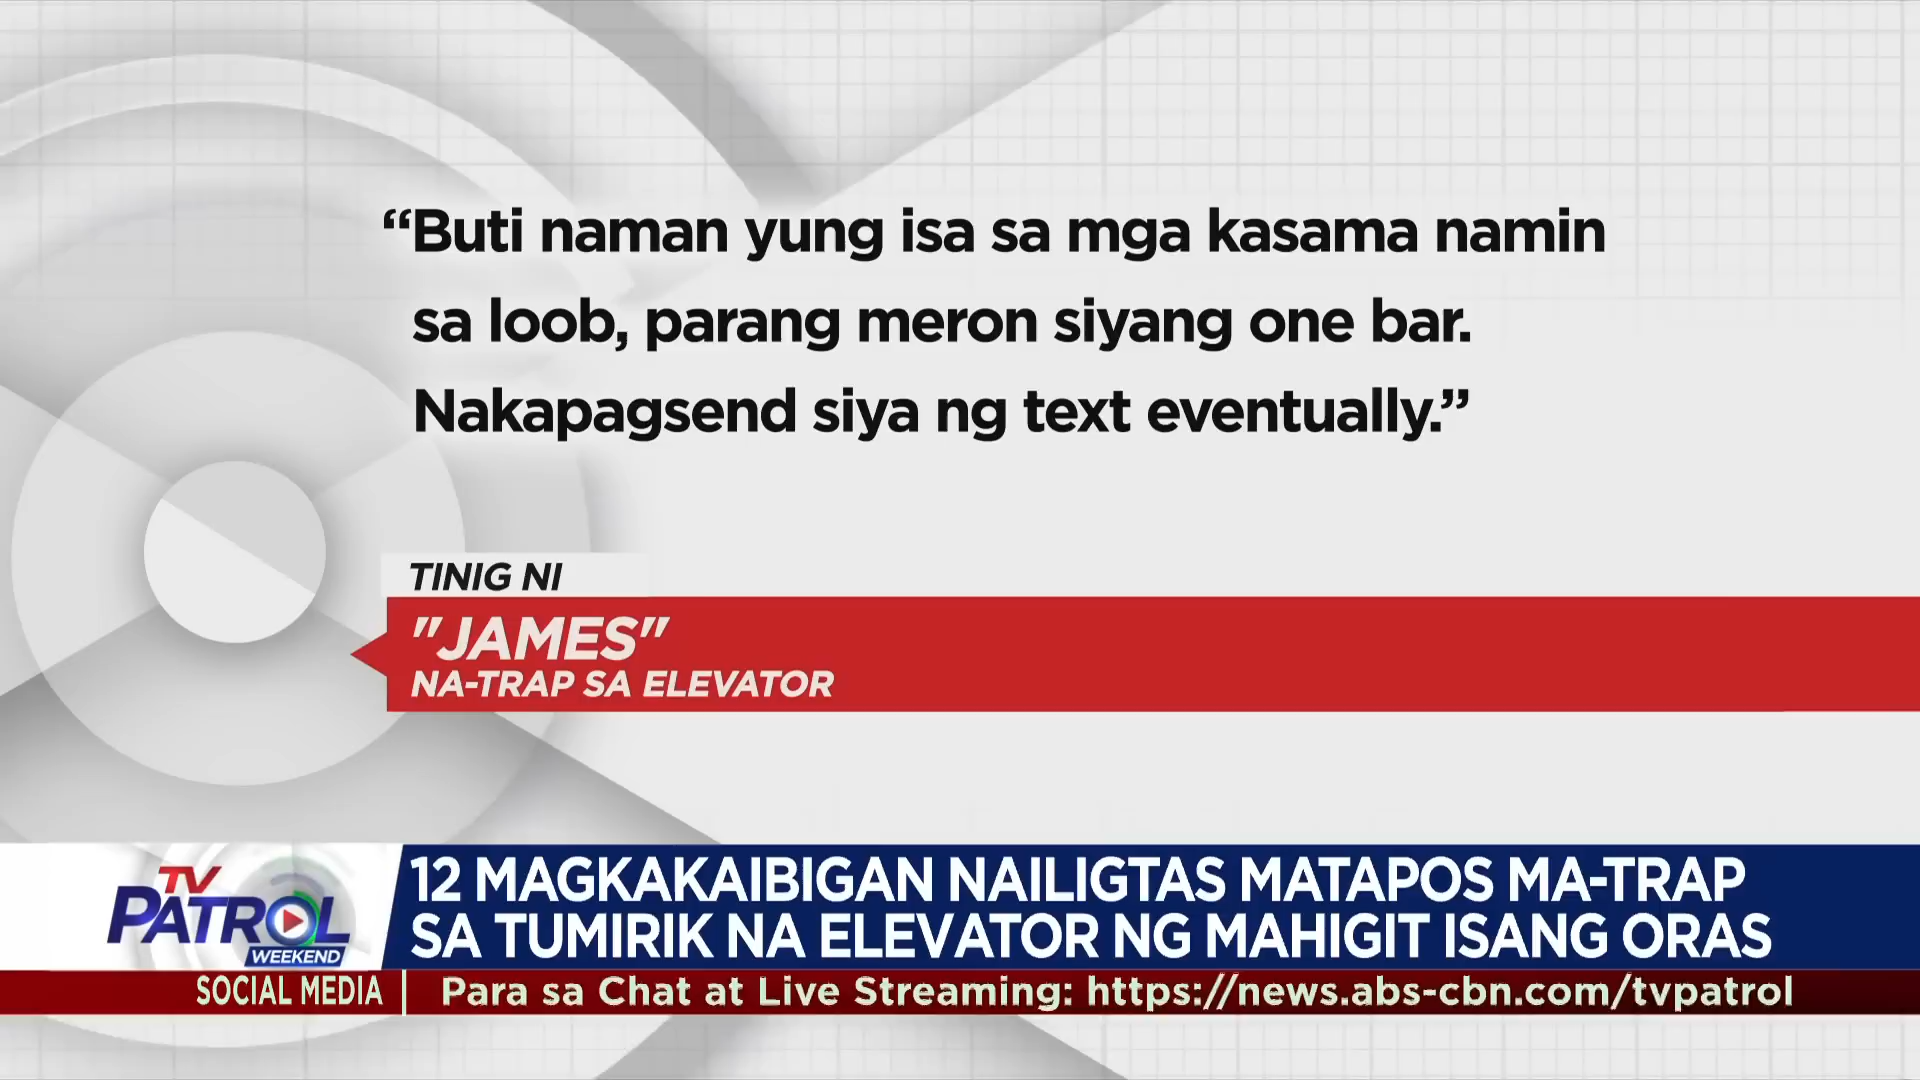 “Buti naman yung isa sa mga kasama namin
sa loob, parang meron siyang one bar.
Nakapagsend siya ng text eventually.”
TINIG NI
"JAMES"
NA-TRAP SA ELEVATOR
TV
PATROL
WEEKEND
12 MAGKAKAIBIGAN NAILIGTAS MATAPOS MA-TRAP
SA TUMIRIK NA ELEVATOR NG MAHIGIT ISANG ORAS
SOCIAL MEDIA | Para sa Chat at Live Streaming: https://news.abs-cbn.com/tvpatrol